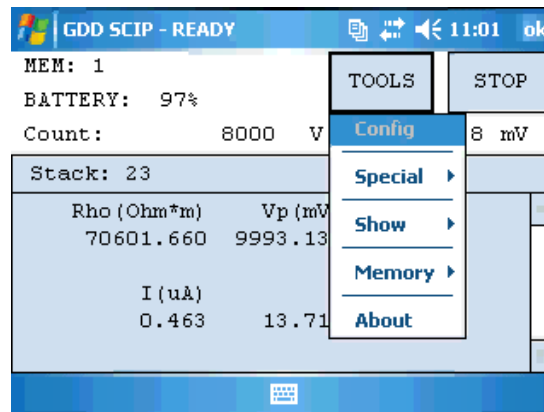 GDD SCIP - READY 11:01 ok
MEM: 1
BATTERY: 97%
TOOLS STOP
Count: 8000 V 8 mV
Config
Stack: 23
Special
Rho(Ohm*m) Vp(mV
Show
70601.660 9993.13
Memory
I(uA)
0.463 13.71
About